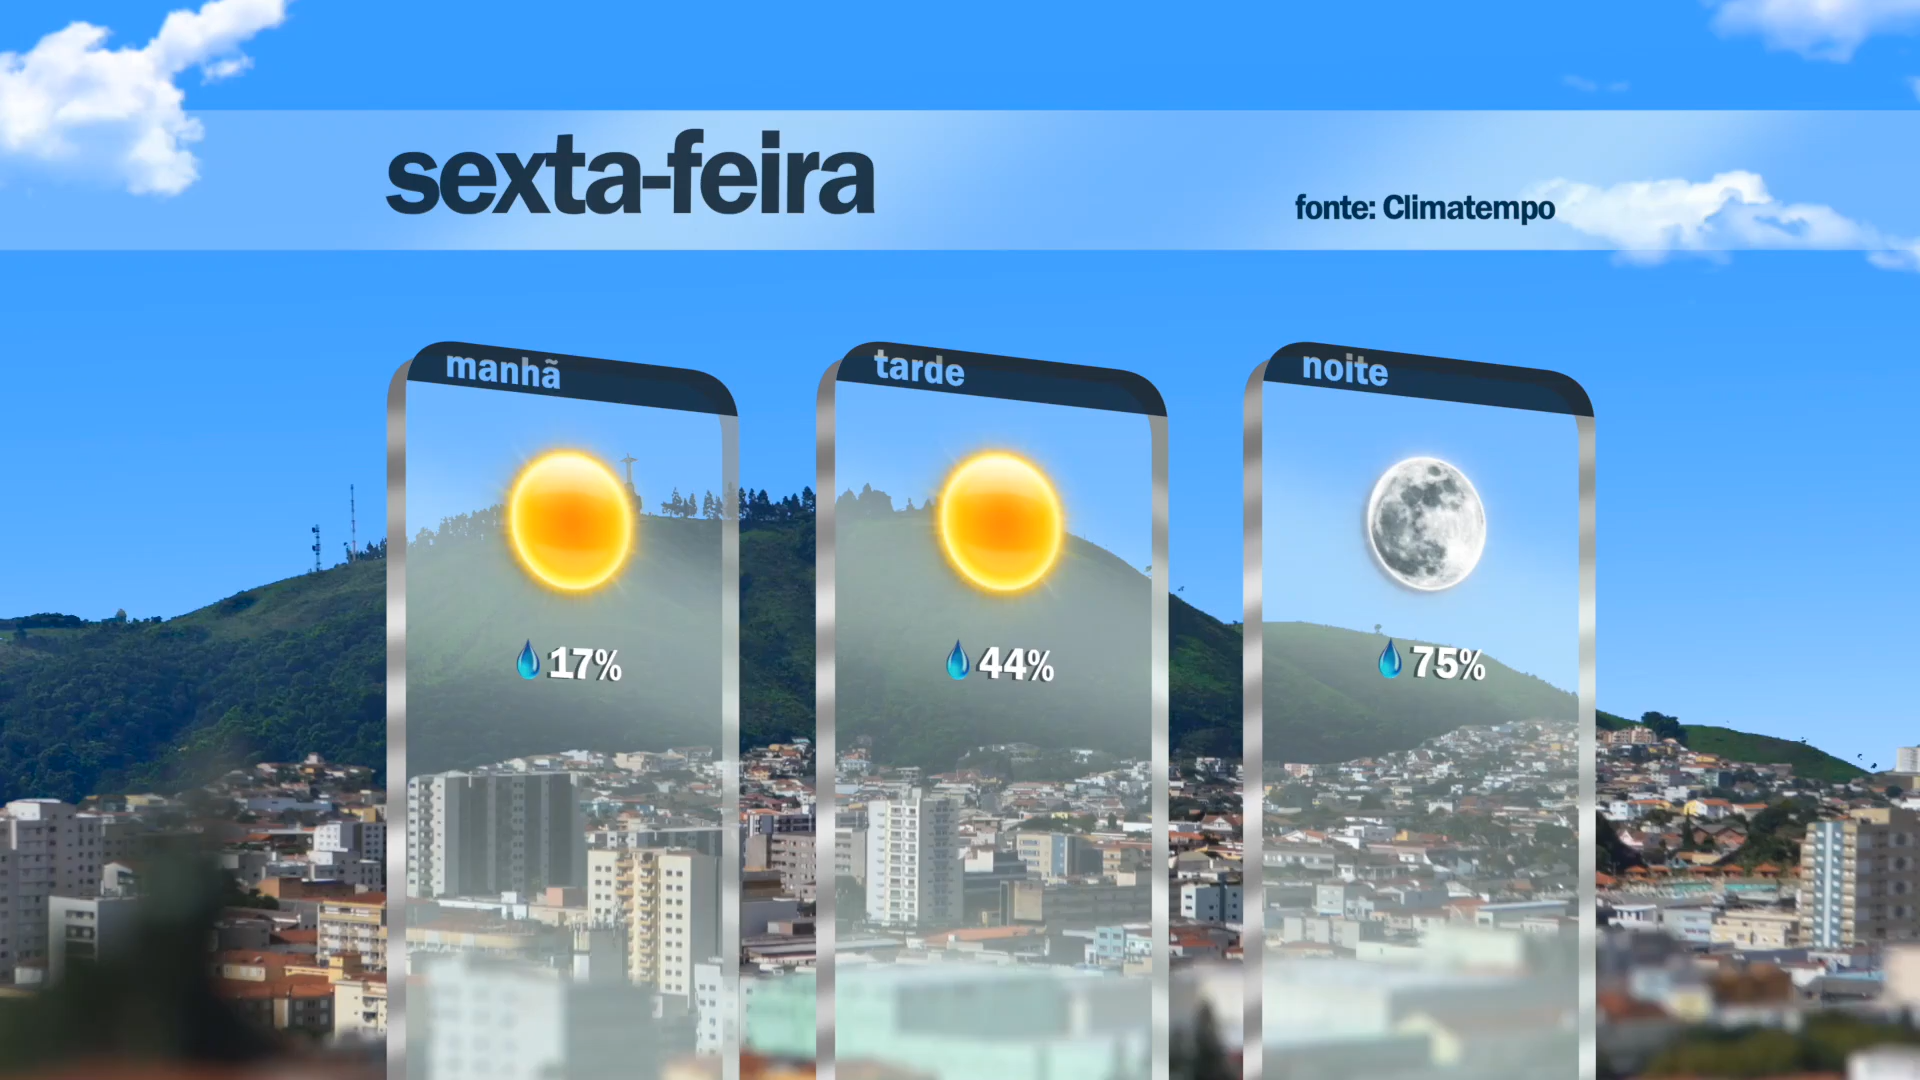 sexta-feira
fonte: Climatempo
manhã
tarde
noite
17%
44%
75%